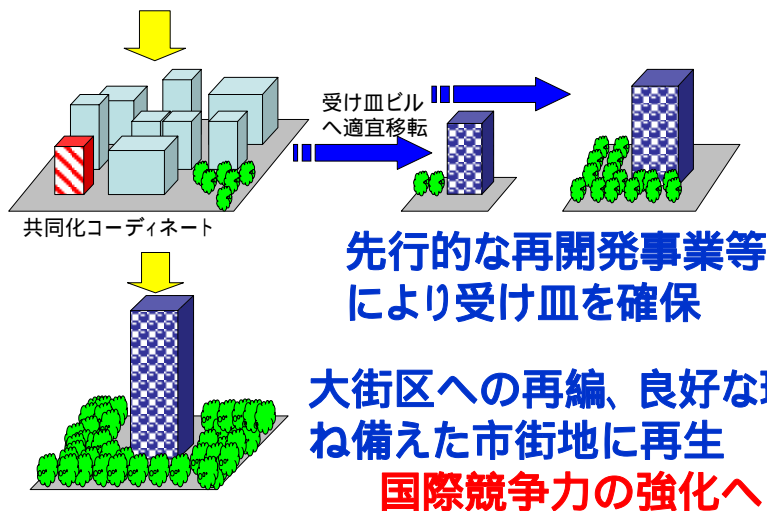 受け皿ビル
へ適宜移転
共同化コーディネート
先行的な再開発事業等
により受け皿を確保
大街区への再編、良好な
ね備えた市街地に再生
国際競争力の強化へ